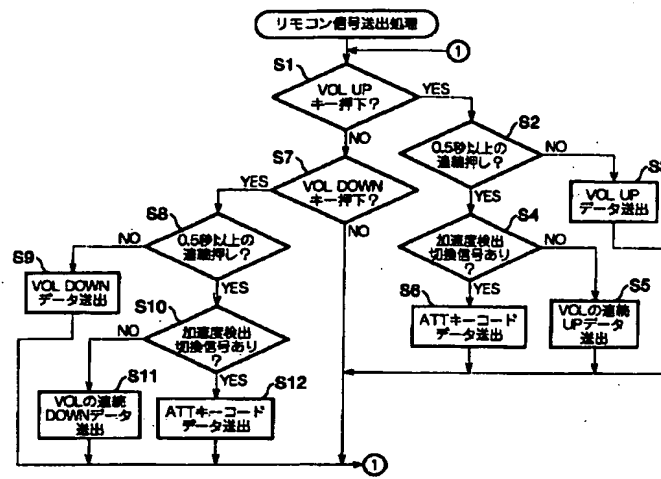 リモコン信号送出処理
1
S1
VOL UP
キー押下?
YES
NO
S2
0.5秒以上の
連続押し?
NO
YES
VOL UP
データ送出
S4
加速度検出
切換信号あり
?
NO
YES
S5
VOLの連続
UPデータ
送出
S6
ATTキーコード
データ送出
S7
VOL DOWN
キー押下?
YES
NO
S8
0.5秒以上の
連続押し?
NO
YES
S9
VOL DOWN
データ送出
S10
加速度検出
切換信号あり?
NO
YES
S11
VOLの連続
DOWNデータ
送出
S12
ATTキーコード
データ送出
1